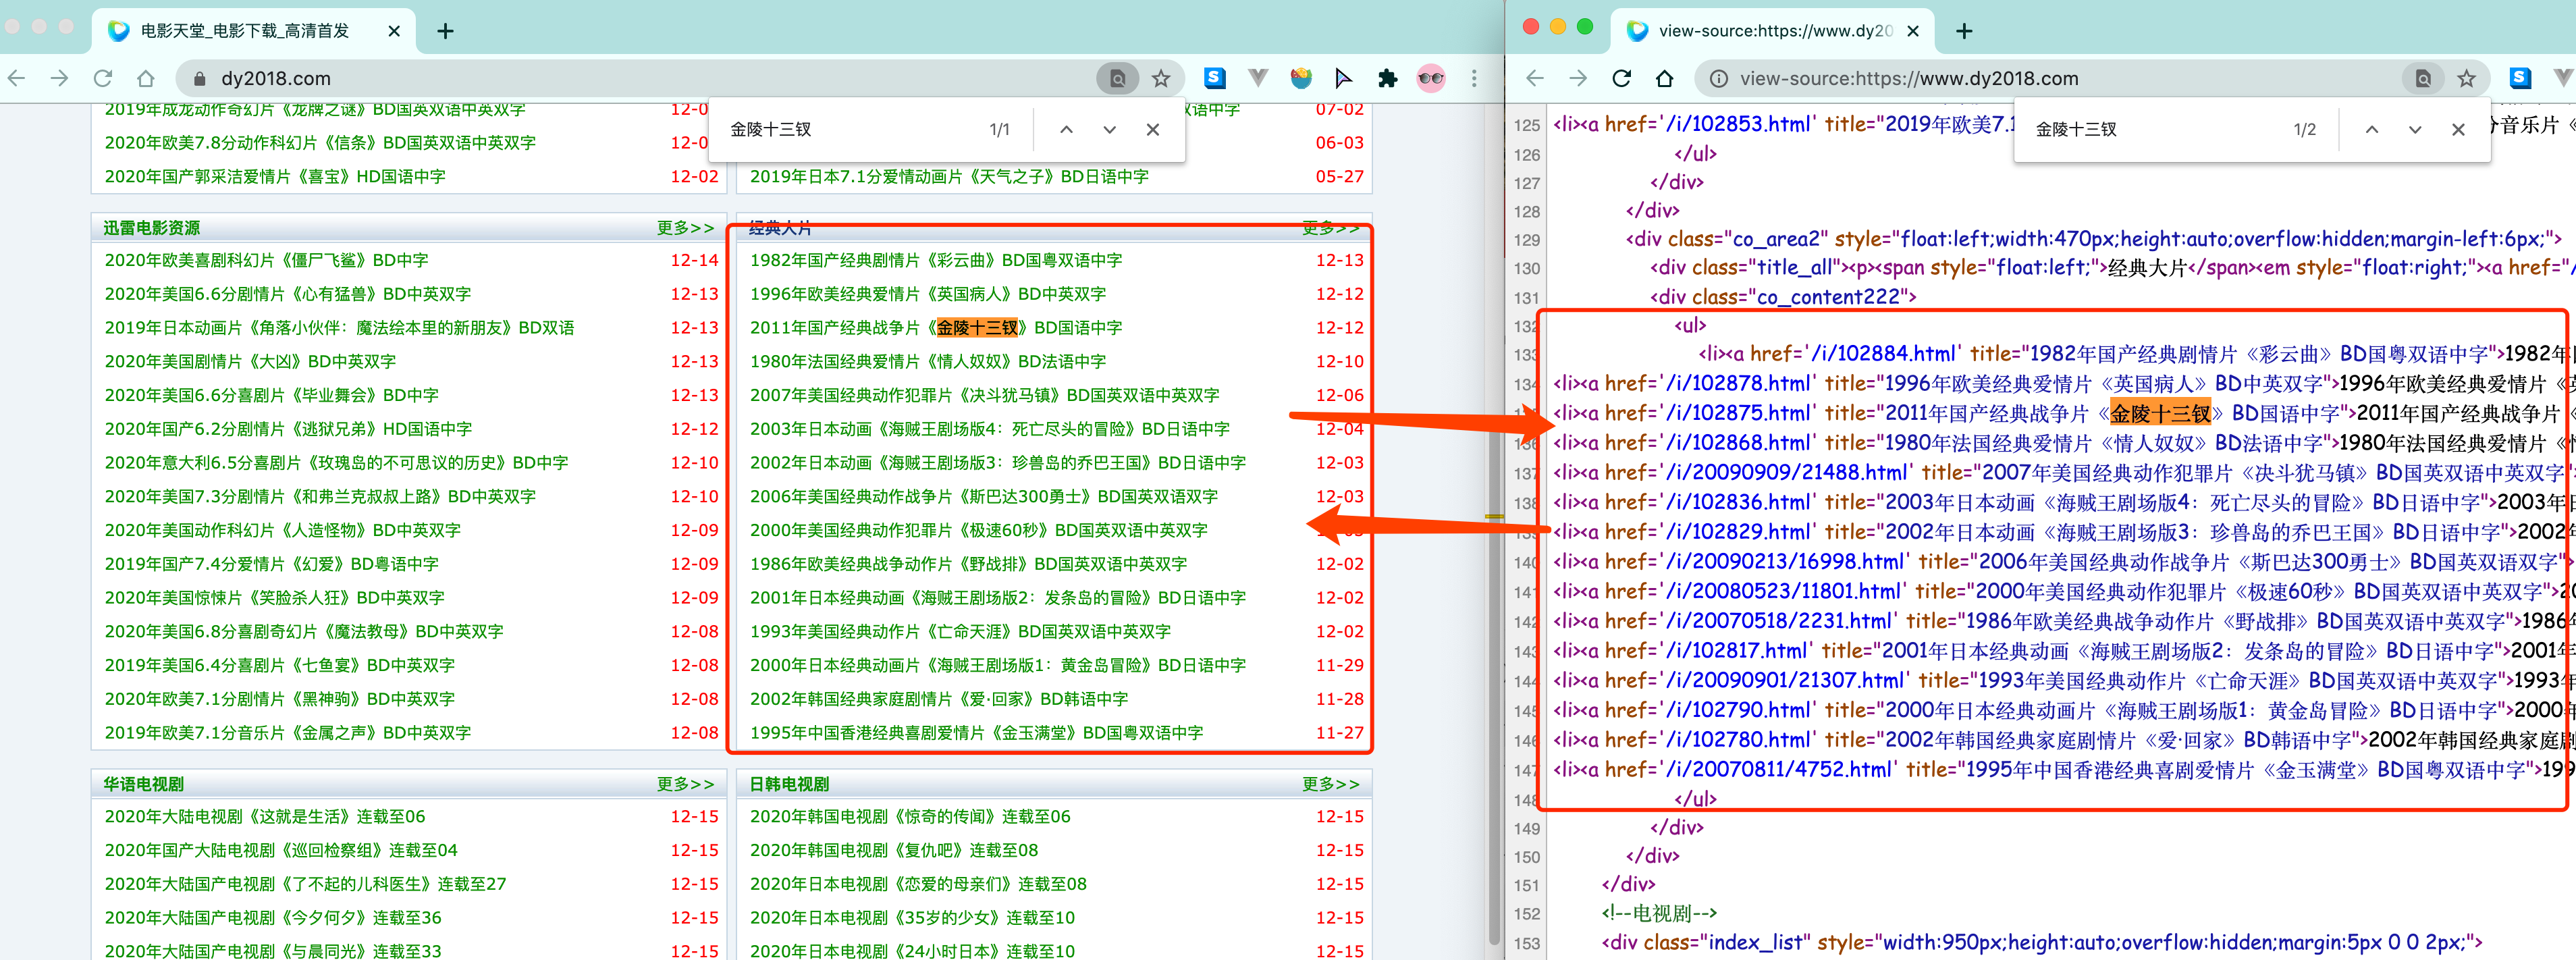 电影天堂_电影下载_高清首发
dy2018.com
金陵十三钗
1/1
2019年成龙动作奇幻片《龙牌之谜》BD国英双语中英双字
2020年欧美7.8分动作科幻片《信条》BD国英双语中英双字
2020年国产郭采洁爱情片《喜宝》HD国语中字 12-02
双语中字 07-02
06-03
2019年日本7.1分爱情动画片《天气之子》BD日语中字 05-27
迅雷电影资源 更多>>
2020年欧美喜剧科幻片《僵尸飞鲨》BD中字 12-14
2020年美国6.6分剧情片《心有猛兽》BD中英双字 12-13
2019年日本动画片《角落小伙伴：魔法绘本里的新朋友》BD双语 12-13
2020年美国剧情片《大凶》BD中英双字 12-13
2020年美国6.6分喜剧片《毕业舞会》BD中字 12-13
2020年国产6.2分喜剧片《逃狱兄弟》HD国语中字 12-12
2020年意大利6.5分喜剧片《玫瑰岛的不可思议的历史》BD中字 12-10
2020年美国7.3分剧情片《和弗兰克叔叔上路》BD中英双字 12-10
2020年美国动作科幻片《人造怪物》BD中英双字 12-09
2019年国产7.4分爱情片《幻爱》BD粤语中字 12-09
2020年美国惊悚片《笑脸杀人狂》BD中英双字 12-09
2020年美国6.8分喜剧奇幻片《魔法教母》BD中英双字 12-08
2019年美国6.4分喜剧片《七鱼宴》BD中英双字 12-08
2020年欧美7.1分剧情片《黑神驹》BD中英双字 12-08
2019年欧美7.1分音乐片《金属之声》BD中英双字 12-08
经典大片 更多>>
1982年国产经典剧情片《彩云曲》BD国粤双语中字 12-13
1996年欧美经典爱情片《英国病人》BD中英双字 12-12
2011年国产经典战争片《金陵十三钗》BD国语中字 12-12
1980年法国经典爱情片《情人奴奴》BD法语中字 12-10
2007年美国经典动作犯罪片《决斗犹马镇》BD国英双语中英双字 12-06
2003年日本动画《海贼王剧场版4：死亡尽头的冒险》BD日语中字 12-04
2002年日本动画《海贼王剧场版3：珍兽岛的乔巴王国》BD日语中字 12-03
2006年美国经典动作战争片《斯巴达300勇士》BD国英双语双字 12-03
2000年美国经典动作犯罪片《极速60秒》BD国英双语中英双字
1986年欧美经典战争动作片《野战排》BD国英双语中英双字 12-02
2001年日本经典动画《海贼王剧场版2：发条岛的冒险》BD日语中字 12-02
1993年美国经典动作片《亡命天涯》BD国英双语中英双字 12-02
2000年日本经典动画片《海贼王剧场版1：黄金岛冒险》BD日语中字 11-29
2002年韩国经典家庭剧情片《爱·回家》BD韩语中字 11-28
1995年中国香港经典喜剧爱情片《金玉满堂》BD国粤双语中字 11-27
华语电视剧 更多>>
2020年大陆电视剧《这就是生活》连载至06 12-15
2020年国产大陆电视剧《巡回检察组》连载至04 12-15
2020年大陆国产电视剧《了不起的儿科医生》连载至27 12-15
2020年大陆国产电视剧《今夕何夕》连载至36 12-15
2020年大陆国产电视剧《与晨同光》连载至33 12-15
日韩电视剧 更多>>
2020年韩国电视剧《惊奇的传闻》连载至06 12-15
2020年韩国电视剧《复仇吧》连载至08 12-15
2020年日本电视剧《恋爱的母亲们》连载至08 12-15
2020年日本电视剧《35岁的少女》连载至10 12-15
2020年日本电视剧《24小时日本》连载至10 12-15
view-source:https://www.dy20
view-source:https://www.dy2018.com
金陵十三钗
1/2
125 <li><a href='/i/102853.html' title="2019年欧美7.1 分音乐片《
126 </ul>
127 </div>
128 </div>
129 <div class="co_area2" style="float:left;width:470px;height:auto;overflow:hidden;margin-left:6px;">
130 <div class="title_all"><p><span style="float:left;">经典大片</span><em style="float:right;"><a href="/
131 <div class="co_content222">
132 <ul>
133 <li><a href='/i/102884.html' title="1982年国产经典剧情片《彩云曲》BD国粤双语中字">1982年
134 <li><a href='/i/102878.html' title="1996年欧美经典爱情片《英国病人》BD中英双字">1996年欧美经典爱情片《
<li><a href='/i/102875.html' title="2011年国产经典战争片《金陵十三钗》BD国语中字">2011年国产经典战争片《
136 <li><a href='/i/102868.html' title="1980年法国经典爱情片《情人奴奴》BD法语中字">1980年法国经典爱情片《
137 <li><a href='/i/20090909/21488.html' title="2007年美国经典动作犯罪片《决斗犹马镇》BD国英双语中英双字"
138 <li><a href='/i/102836.html' title="2003年日本动画《海贼王剧场版4：死亡尽头的冒险》BD日语中字">2003年
139 <li><a href='/i/102829.html' title="2002年日本动画《海贼王剧场版3：珍兽岛的乔巴王国》BD日语中字">2002
140 <li><a href='/i/20090213/16998.html' title="2006年美国经典动作战争片《斯巴达300勇士》BD国英双语双字"
141 <li><a href='/i/20080523/11801.html' title="2000年美国经典动作犯罪片《极速60秒》BD国英双语中英双字">
142 <li><a href='/i/20070518/2231.html' title="1986年欧美经典战争动作片《野战排》BD国英双语中英双字">1986
143 <li><a href='/i/102817.html' title="2001年日本经典动画《海贼王剧场版2：发条岛的冒险》BD日语中字">2001年
144 <li><a href='/i/20090901/21307.html' title="1993年美国经典动作片《亡命天涯》BD国英双语中英双字">1993
145 <li><a href='/i/102790.html' title="2000年日本经典动画片《海贼王剧场版1：黄金岛冒险》BD日语中字">2000
146 <li><a href='/i/102780.html' title="2002年韩国经典家庭剧情片《爱·回家》BD韩语中字">2002年韩国经典家庭剧
147 <li><a href='/i/20070811/4752.html' title="1995年中国香港经典喜剧爱情片《金玉满堂》BD国粤双语中字">199
148 </ul>
149 </div>
150 </div>
151 </div>
152 <!--电视剧-->
153 <div class="index_list" style="width:950px;height:auto;overflow:hidden;margin:5px 0 0 2px;">